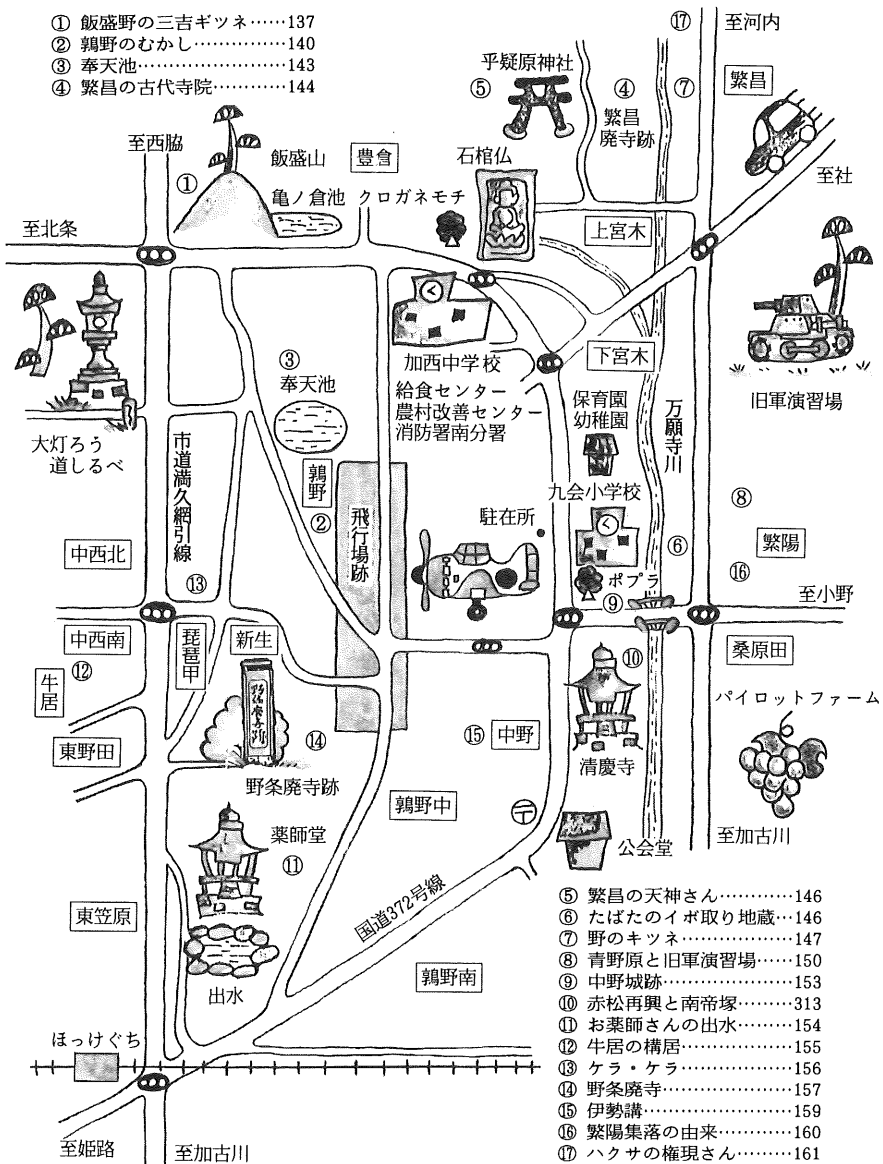 ① 飯盛野の三吉ギツネ……137
② 鶉野のむかし……………140
③ 奉天池……………………143
④ 繁昌の古代寺院…………144
⑰
至河内
乎疑原神社
⑤
④
⑦
繁昌
繁昌
廃寺跡
至西脇
飯盛山
豊倉
石棺仏
至社
①
亀ノ倉池
クロガネモチ
至北条
上宮木
加西中学校
下宮木
③
奉天池
給食センター
農村改善センター
消防署南分署
保育園
幼稚園
万願寺川
旧軍演習場
大灯ろう
道しるべ
市道満久網引線
鶉野
②
飛行場跡
駐在所
九会小学校
⑧
中西北
⑥
繁陽
⑬
ポプラ
⑨
⑯
至小野
中西南
琵琶甲
新生
⑩
桑原田
⑫
牛居
パイロットファーム
東野田
⑭
⑮
中野
清慶寺
野条廃寺跡
鶉野中
〒
薬師堂
⑪
公会堂
至加古川
東笠原
国道372号線
出水
鶉野南
ほっけぐち
至姫路
至加古川
⑤ 繁昌の天神さん…………146
⑥ たばたのイボ取り地蔵…146
⑦ 野のキツネ………………147
⑧ 青野原と旧軍演習場……150
⑨ 中野城跡…………………153
⑩ 赤松再興と南帝塚………313
⑪ お薬師さんの出水………154
⑫ 牛居の構居………………155
⑬ ケラ・ケラ………………156
⑭ 野条廃寺…………………157
⑮ 伊勢講……………………159
⑯ 繁陽集落の由来…………160
⑰ ハクサの権現さん………161